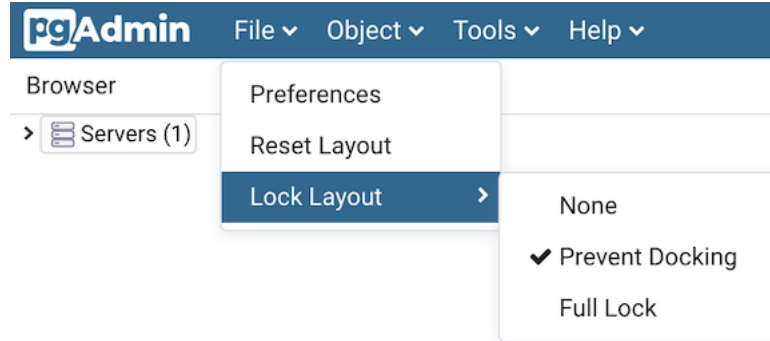 pgAdmin File Object Tools Help
Browser
Servers (1)
Preferences
Reset Layout
Lock Layout
None
Prevent Docking
Full Lock